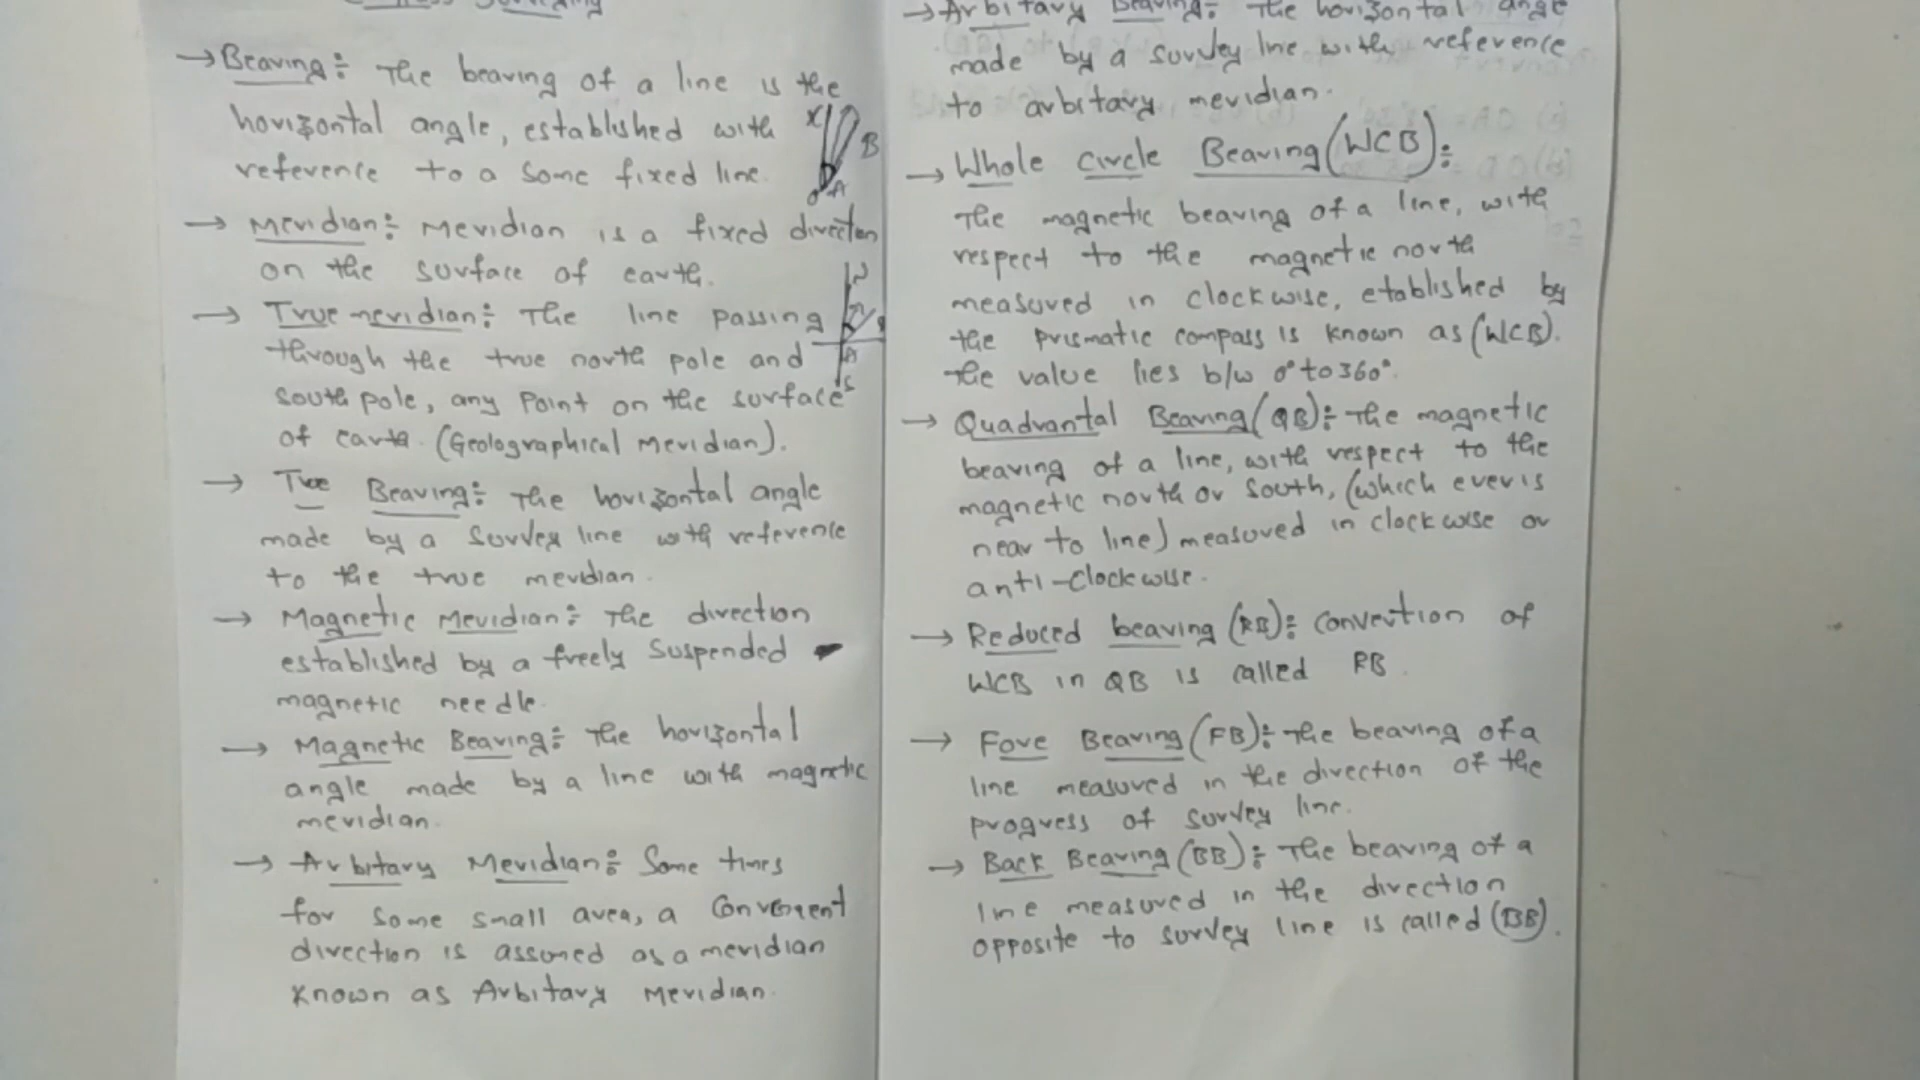 Surveying
→ Bearing: The bearing of a line is the
horizontal angle, established with
reference to a some fixed line.
X
B
O
A
→ Meridian: Meridian is a fixed direction
on the surface of earth.
→ True meridian: The line passing
through the true north pole and
south pole, any point on the surface
of earth. (Geolographical Meridian).
N
A
S
→ True Bearing: The horizontal angle
made by a survey line with reference
to the true meridian.
→ Magnetic Meridian: The direction
established by a freely suspended
magnetic needle.
→ Magnetic Bearing: The horizontal
angle made by a line with magnetic
meridian.
→ Arbitary Meridian: Some times
for some small area, a convenent
direction is assumed as a meridian
known as Arbitary Meridian.
→ Arbitary Bearing: The horizontal angle
made by a survey line with reference
to arbitary meridian.
→ Whole circle Bearing (WCB):
The magnetic bearing of a line, with
respect to the magnetic north
measured in clockwise, etablished by
the prismatic compass is known as (WCB).
The value lies b/w 0° to 360°.
→ Quadrantal Bearing (QB): The magnetic
bearing of a line, with respect to the
magnetic north or south, (which ever is
near to line) measured in clockwise or
anti-clockwise.
→ Reduced bearing (RB): convertion of
WCB in QB is called RB.
→ Fore Bearing (FB): The bearing of a
line measured in the direction of the
progress of survey line.
→ Back Bearing (BB): The bearing of a
line measured in the direction
opposite to survey line is called (BB).